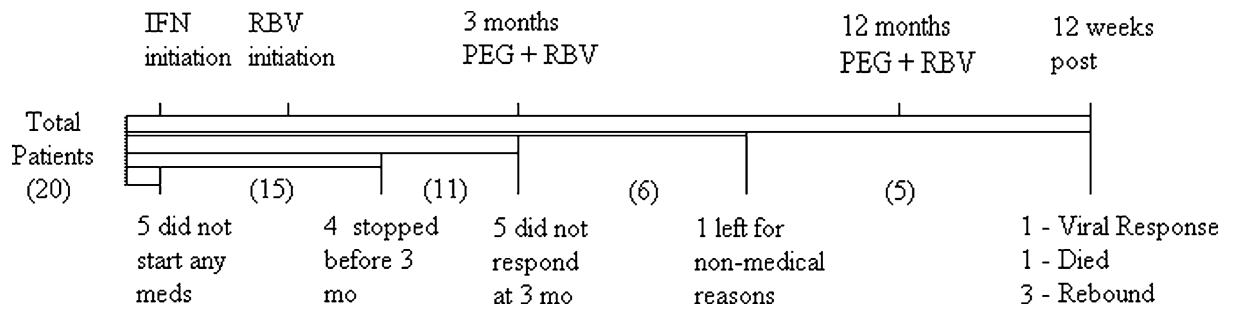 IFN initiation
RBV initiation
3 months
PEG + RBV
12 months
PEG + RBV
12 weeks
post
Total
Patients
(20)
(15)
(11)
(6)
(5)
5 did not
start any
meds
4 stopped
before 3
mo
5 did not
respond
at 3 mo
1 left for
non-medical
reasons
1 - Viral Response
1 - Died
3 - Rebound